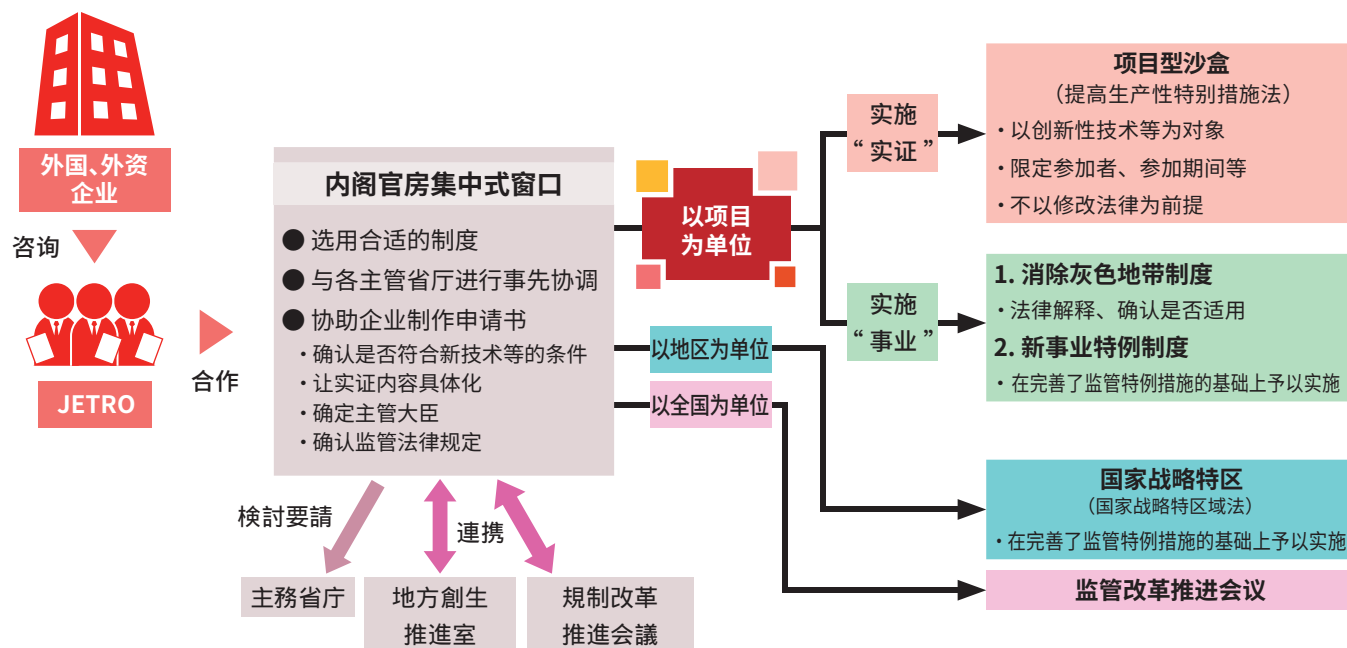 外国、外资
企业
咨询
JETRO
合作
内阁官房集中式窗口
● 选用合适的制度
● 与各主管省厅进行事先协调
● 协助企业制作申请书
・确认是否符合新技术等的条件
・让实证内容具体化
・确定主管大臣
・确认监管法律规定
検討要請
連携
主務省庁
地方創生
推進室
規制改革
推進会議
以项目
为单位
以地区为单位
以全国为单位
实施
“实证”
实施
“事业”
项目型沙盒
（提高生产性特别措施法）
・以创新性技术等为对象
・限定参加者、参加期间等
・不以修改法律为前提
1. 消除灰色地带制度
・法律解释、确认是否适用
2. 新事业特例制度
・在完善了监管特例措施的基础上予以实施
国家战略特区
（国家战略特区域法）
・在完善了监管特例措施的基础上予以实施
监管改革推进会议